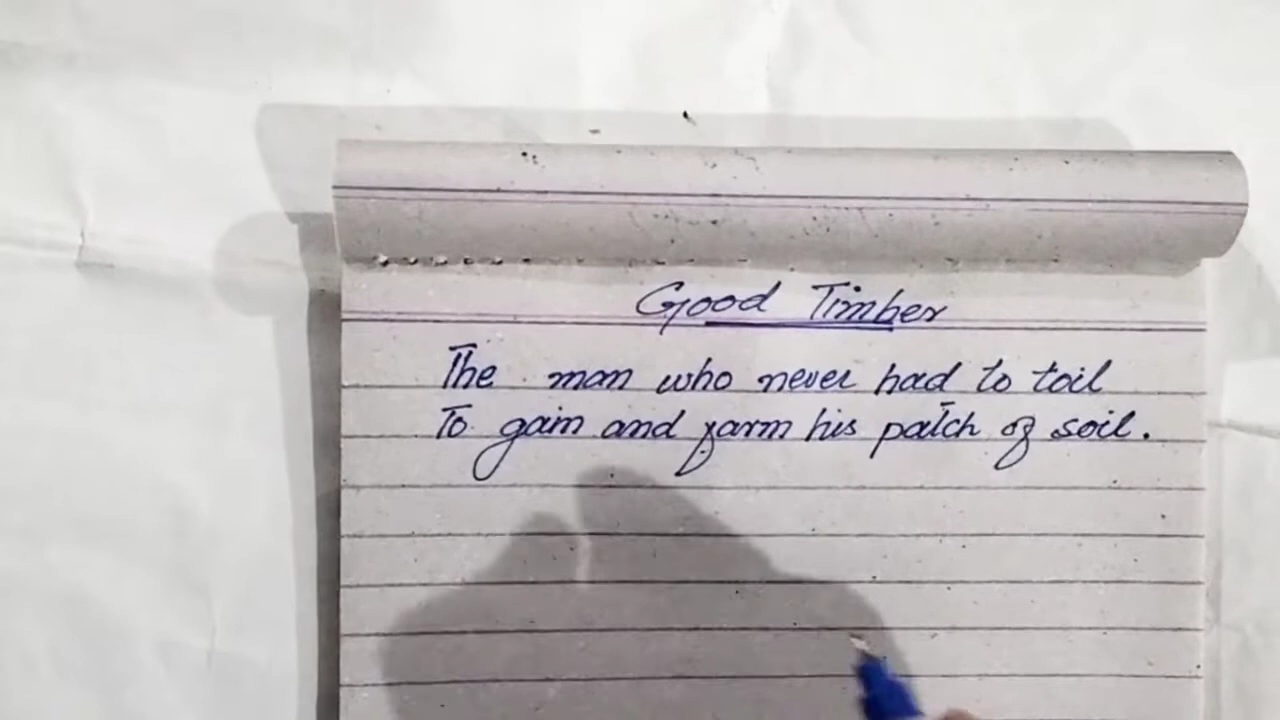 Good Timber
The man who never had to toil
To gain and farm his patch of soil.